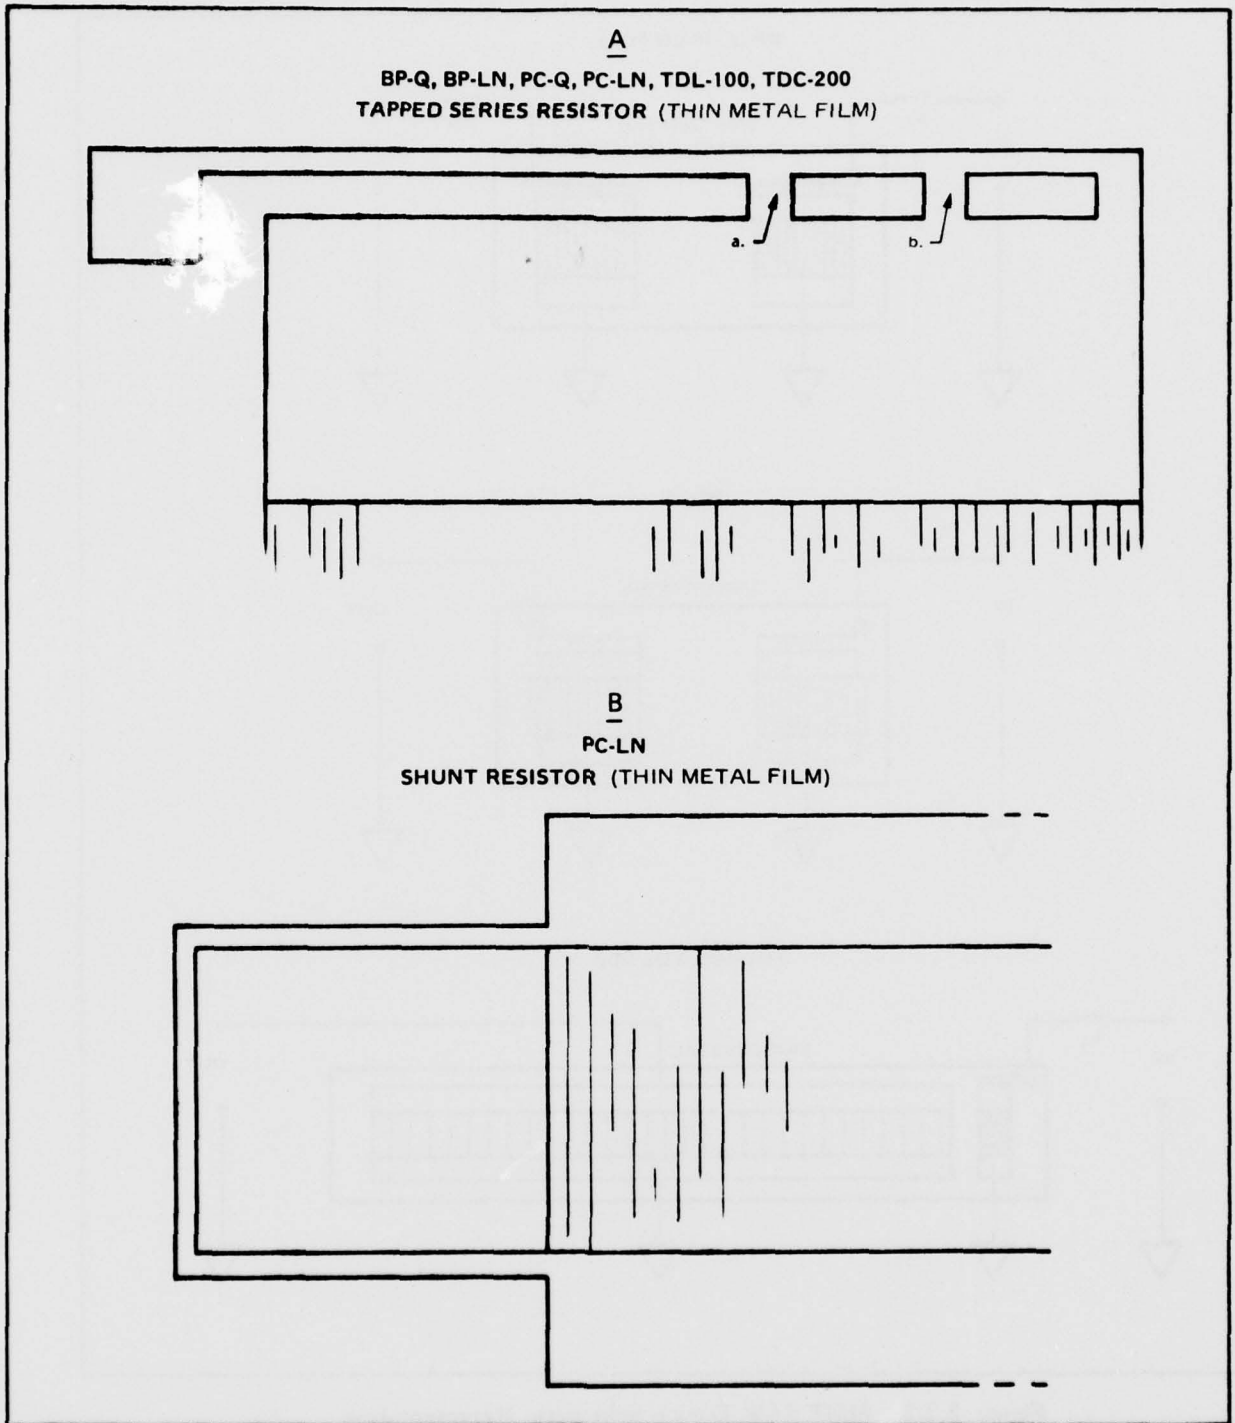 A
BP-Q, BP-LN, PC-Q, PC-LN, TDL-100, TDC-200
TAPPED SERIES RESISTOR (THIN METAL FILM)
a.
b.
B
PC-LN
SHUNT RESISTOR (THIN METAL FILM)